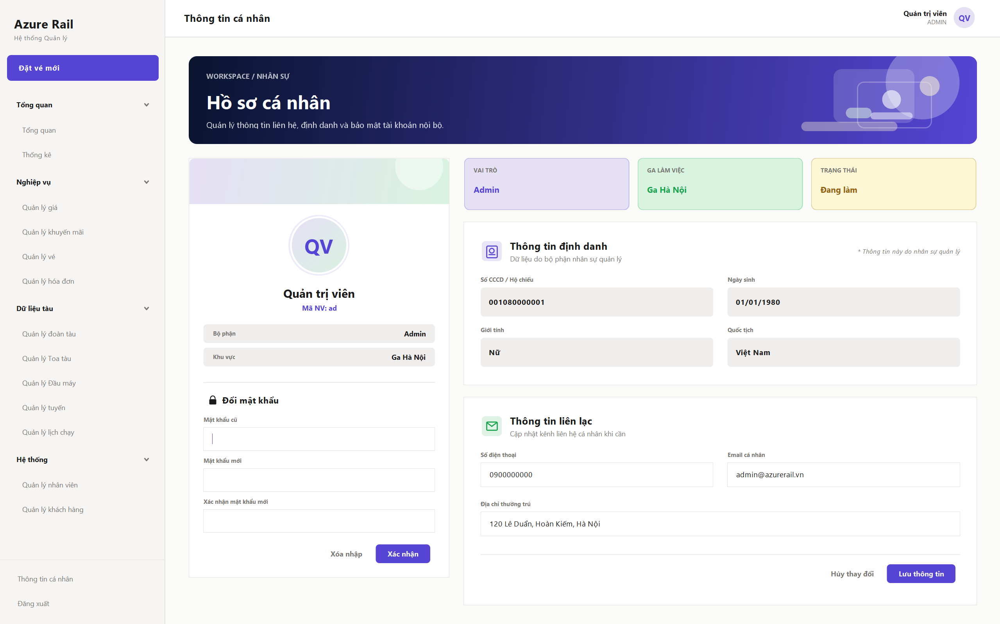 Azure Rail
Hệ thống Quản lý
Đặt vé mới
Tổng quan
Tổng quan
Thống kê
Nghiệp vụ
Quản lý giá
Quản lý khuyến mãi
Quản lý vé
Quản lý hóa đơn
Dữ liệu tàu
Quản lý đoàn tàu
Quản lý Toa tàu
Quản lý Đầu máy
Quản lý tuyến
Quản lý lịch chạy
Hệ thống
Quản lý nhân viên
Quản lý khách hàng
Thông tin cá nhân
Đăng xuất
Thông tin cá nhân
Quản trị viên
ADMIN
QV
WORKSPACE / NHÂN SỰ
Hồ sơ cá nhân
Quản lý thông tin liên hệ, định danh và bảo mật tài khoản nội bộ.
QV
Quản trị viên
Mã NV: ad
Bộ phận Admin
Khu vực Ga Hà Nội
Đổi mật khẩu
Mật khẩu cũ
Mật khẩu mới
Xác nhận mật khẩu mới
Xóa nhập Xác nhận
VAI TRÒ
Admin
GA LÀM VIỆC
Ga Hà Nội
TRẠNG THÁI
Đang làm
Thông tin định danh
Dữ liệu do bộ phận nhân sự quản lý
* Thông tin này do nhân sự quản lý
Số CCCD / Hộ chiếu
001080000001
Ngày sinh
01/01/1980
Giới tính
Nữ
Quốc tịch
Việt Nam
Thông tin liên lạc
Cập nhật kênh liên hệ cá nhân khi cần
Số điện thoại
0900000000
Email cá nhân
admin@azurerail.vn
Địa chỉ thường trú
120 Lê Duẩn, Hoàn Kiếm, Hà Nội
Hủy thay đổi Lưu thông tin